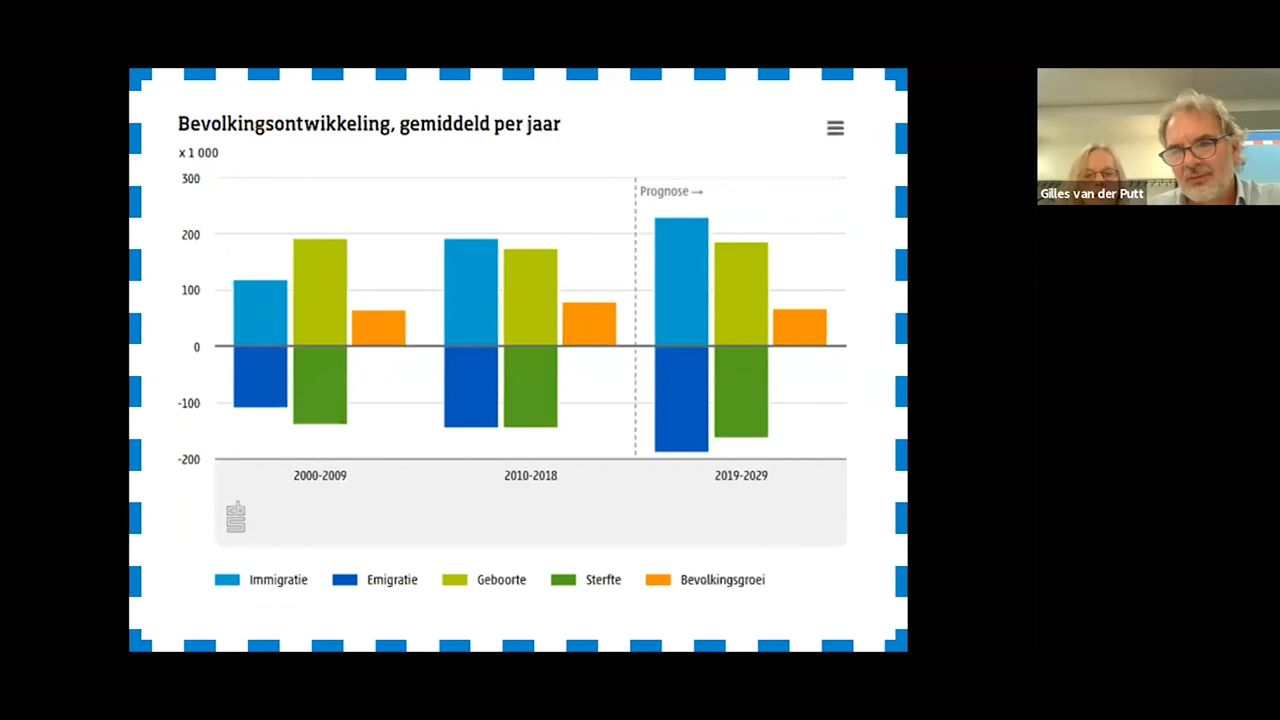 Bevolkingsontwikkeling, gemiddeld per jaar
x 1 000
300
Prognose →
200
100
0
-100
-200
2000-2009
2010-2018
2019-2029
Immigratie
Emigratie
Geboorte
Sterfte
Bevolkingsgroei
Gilles van der Putt